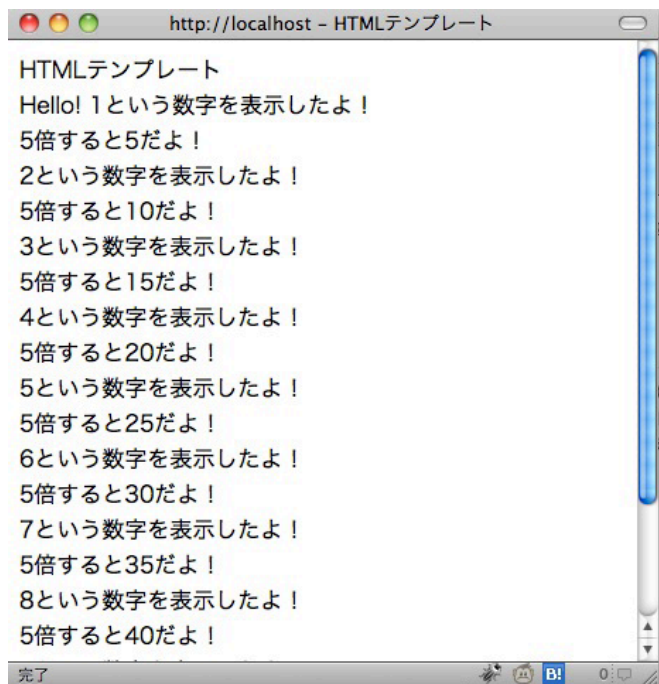 http://localhost – HTMLテンプレート
HTMLテンプレート
Hello! 1という数字を表示したよ！
5倍すると5だよ！
2という数字を表示したよ！
5倍すると10だよ！
3という数字を表示したよ！
5倍すると15だよ！
4という数字を表示したよ！
5倍すると20だよ！
5という数字を表示したよ！
5倍すると25だよ！
6という数字を表示したよ！
5倍すると30だよ！
7という数字を表示したよ！
5倍すると35だよ！
8という数字を表示したよ！
5倍すると40だよ！
完了 B! 0